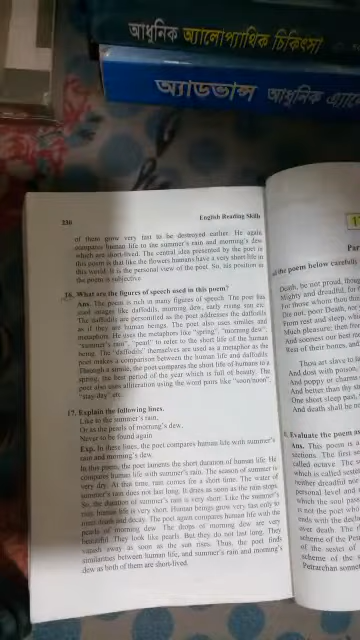 আধুনিক অ্যালোপ্যাথিক চিকিৎসা
অ্যাডভান্স আধুনিক এ্যালো
330 English Reading Skills
of them grow very fast to be destroyed earlier. He again
compares human life to the summer's rain and morning's dew
which are short-lived. The central idea presented by the poet is
this poem is that like the flowers humans have a very short life in
this world. It is the personal view of the poet. So, his position in
the poem is subjective.
16. What are the figures of speech used in this poem?
Ans. The poem is rich in many figures of speech. The poet has
used images like daffodils, morning dew, early rising sun etc.
The daffodils are personified as the poet addresses the daffodils
as if they are human beings. The poet also uses similes and
metaphors. He uses the metaphors like "spring", "morning dew",
"summer's rain", "pearl" to refer to the short life of the human
being. The "daffodils" themselves are used as a metaphor as the
poet makes a comparison between the human life and daffodils.
Through a simile, the poet compares the short life of humans to a
spring, the best period of the year which is full of beauty. The
poet also uses alliteration using the word pairs like "soon/noon",
"stay/day" etc.
17. Explain the following lines.
Like to the summer's rain,
Or as the pearls of morning's dew,
Never to be found again
Exp. In these lines, the poet compares human life with summer's
rain and morning's dew.
In this poem, the poet laments the short duration of human life. He
compares human life with summer's rain. The season of summer is
very dry. At that time, rain comes for a short time. The water of
summer's rain does not last long. It dries as soon as the rain stops.
So, the duration of summer's rain is very short. Like the summer's
rain, human life is very short. Human beings grow very fast only to
meet death and decay. The poet again compares human life with the
pearls of morning dew. The drops of morning dew are very
beautiful. They look like pearls. But they do not last long. They
vanish away as soon as the sun rises. Thus, the poet finds
similarities between human life, and summer's rain and morning's
dew as both of them are short-lived.
Par
the poem below carefully
Death, be not proud, though
Mighty and dreadful, for
For those whom thou think
Die not, poor Death, nor
From rest and sleep, whi
Much pleasure; then fro
And soonest our best
Rest of their bones, and
Thou art slave to fa
And dost with poison,
And poppy or charms
And better than thy st
One short sleep past,
And death shall be
8. Evaluate the poem as
Ans. This poem is a
sections. The first se
called octave. The
which is called sestet
neither dreadful nor
personal level and
which the soul pass
is not the poet who
ends with the death
over death. The
scheme of the Petr
of the sestet of
scheme of the
Petrarchan sonnet